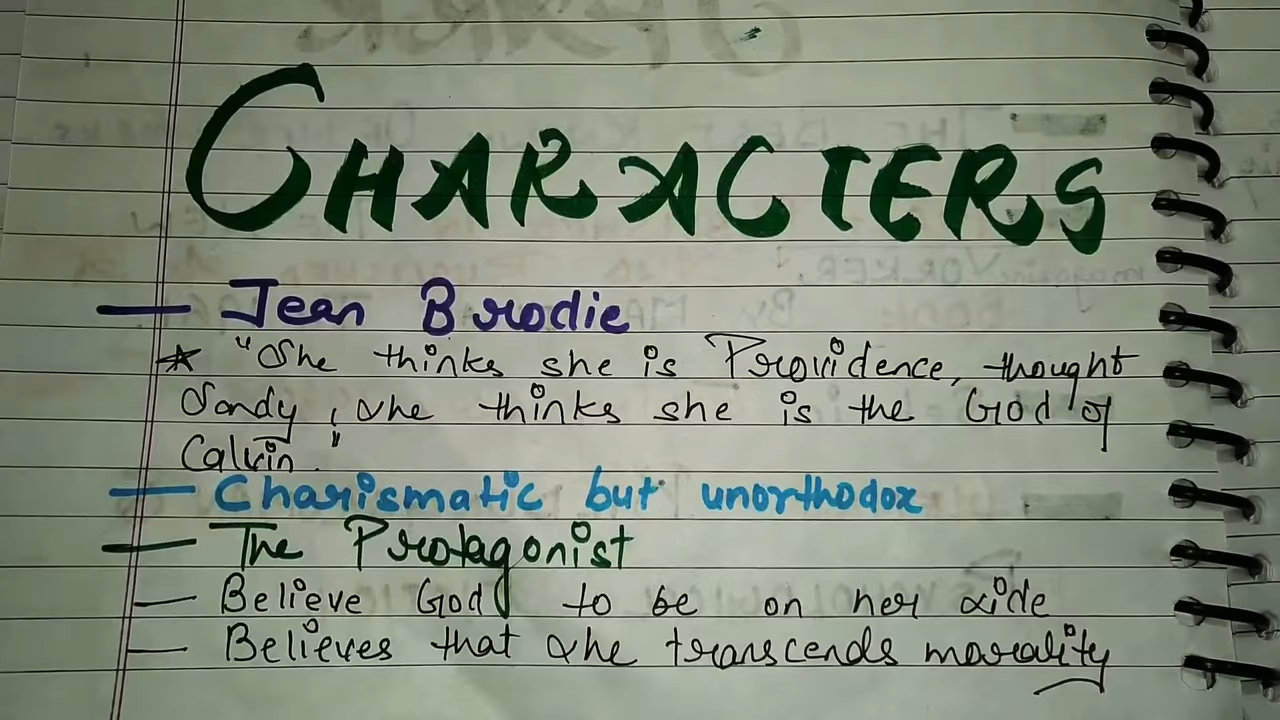 CHARACTERS
— Jean Brodie
* "She thinks she is Providence, thought
Sandy, she thinks she is the God of
Calvin."
— Charismatic but unorthodox
— The Protagonist
— Believe God to be on her side
— Believes that she transcends morality